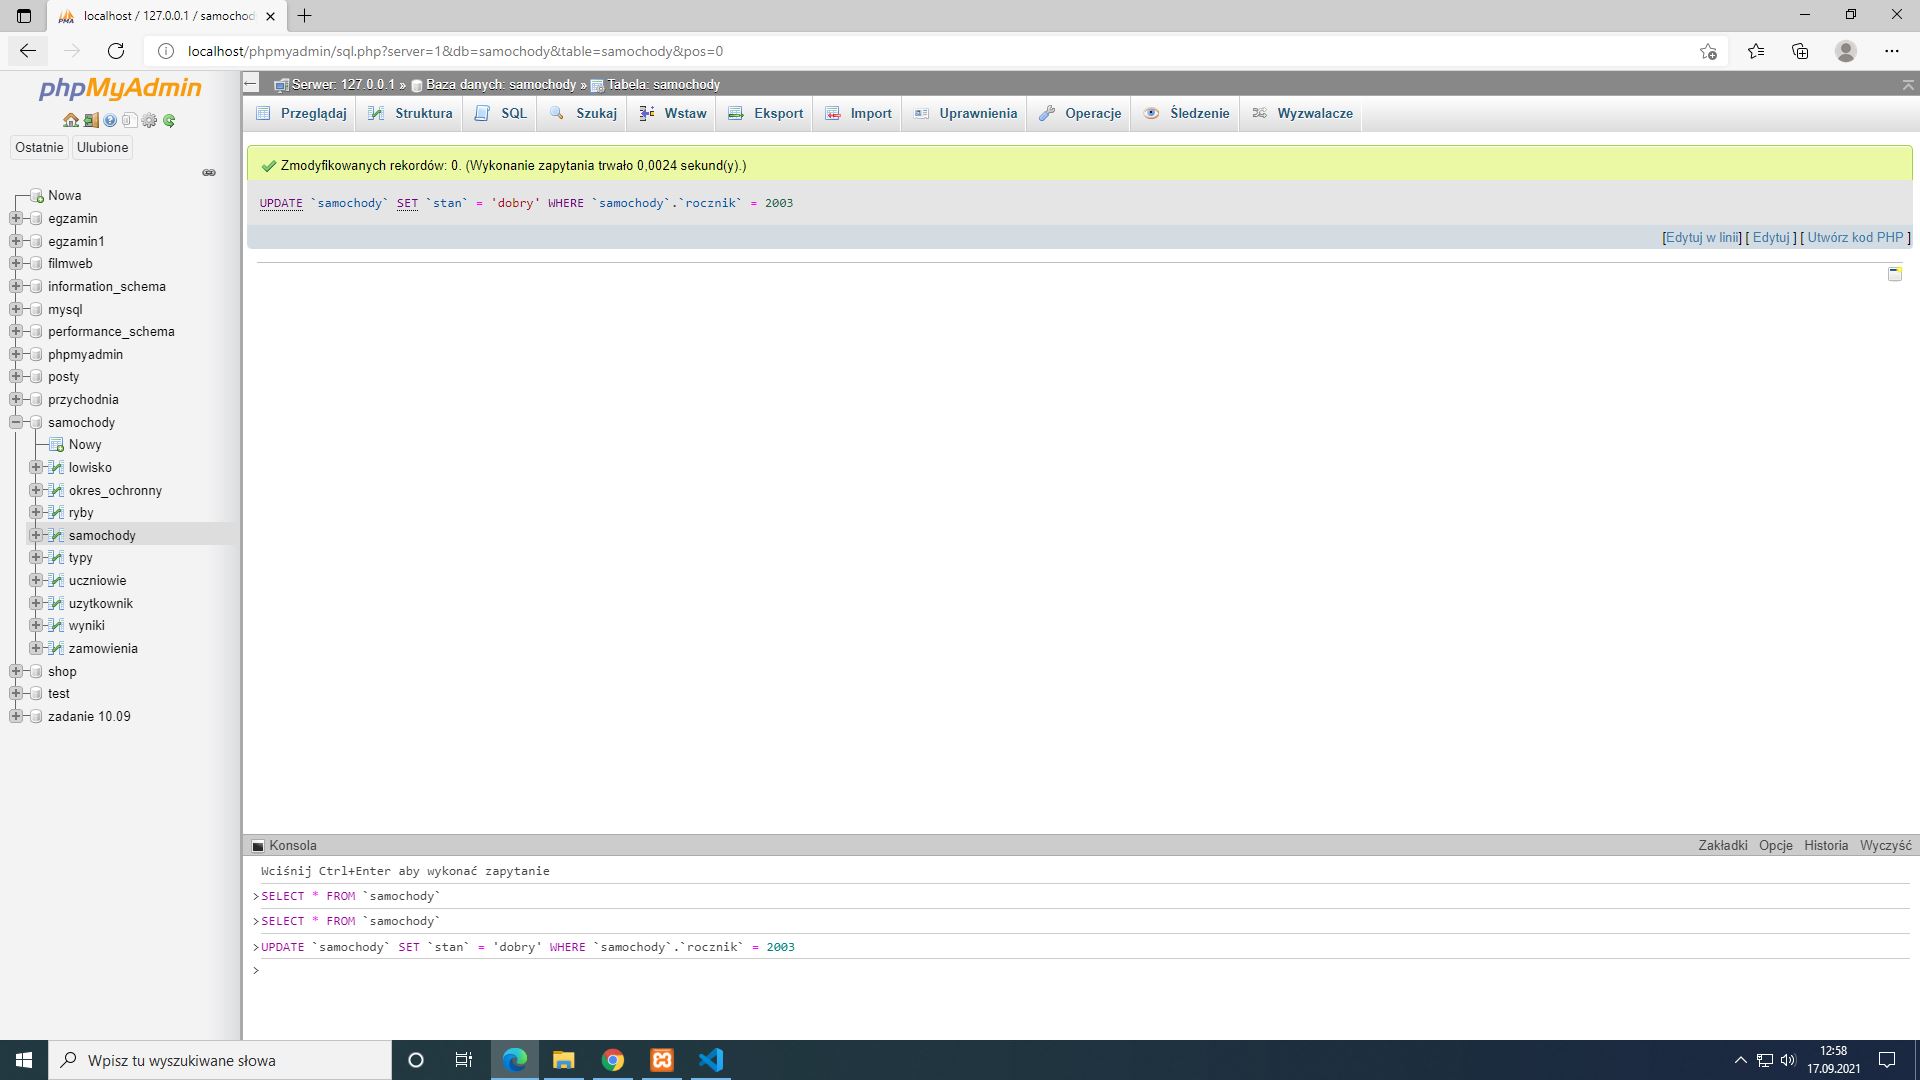 localhost / 127.0.0.1 / samochod
localhost/phpmyadmin/sql.php?server=1&db=samochody&table=samochody&pos=0
phpMyAdmin
Ostatnie Ulubione
Nowa
egzamin
egzamin1
filmweb
information_schema
mysql
performance_schema
phpmyadmin
posty
przychodnia
samochody
Nowy
lowisko
okres_ochronny
ryby
samochody
typy
uczniowie
uzytkownik
wyniki
zamowienia
shop
test
zadanie 10.09
Serwer: 127.0.0.1 » Baza danych: samochody » Tabela: samochody
Przeglądaj Struktura SQL Szukaj Wstaw Eksport Import Uprawnienia Operacje Śledzenie Wyzwalacze
Zmodyfikowanych rekordów: 0. (Wykonanie zapytania trwało 0,0024 sekund(y).)
UPDATE `samochody` SET `stan` = 'dobry' WHERE `samochody`.`rocznik` = 2003
[Edytuj w linii] [ Edytuj ] [ Utwórz kod PHP ]
Konsola Zakładki Opcje Historia Wyczyść
Wciśnij Ctrl+Enter aby wykonać zapytanie
>SELECT * FROM `samochody`
>SELECT * FROM `samochody`
>UPDATE `samochody` SET `stan` = 'dobry' WHERE `samochody`.`rocznik` = 2003
>
Wpisz tu wyszukiwane słowa
12:58
17.09.2021